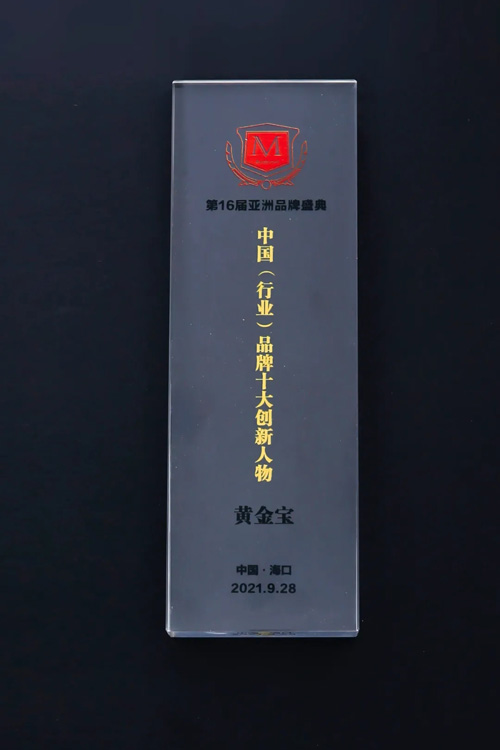 M
第16届亚洲品牌盛典
中国（行业）品牌十大创新人物
黄金宝
中国·海口
2021.9.28